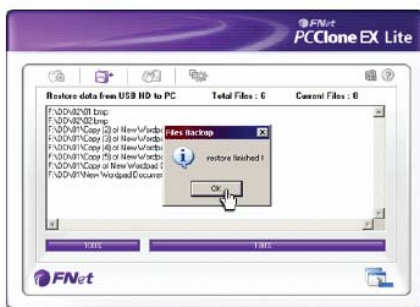 FNet
PCClone EX Lite
Restore data from USB HD to PC Total Files : 6 Current Files : 0
F:\DD\02\01.bmp
F:\DD\02\02.bmp
F:\DD\01\Copy (2) of New Wordpa
F:\DD\01\Copy (3) of New Wordpa
F:\DD\01\Copy (4) of New Wordpa
F:\DD\01\Copy (5) of New Wordpa
F:\DD\01\Copy of New Wordpad D
F:\DD\01\New Wordpad Documen
Files Backup
restore finished !
OK
100% 100%
FNet